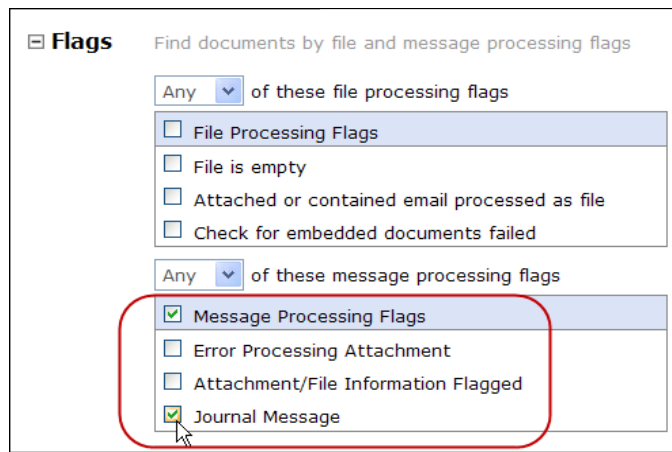 Flags Find documents by file and message processing flags
Any of these file processing flags
File Processing Flags
File is empty
Attached or contained email processed as file
Check for embedded documents failed
Any of these message processing flags
Message Processing Flags
Error Processing Attachment
Attachment/File Information Flagged
Journal Message